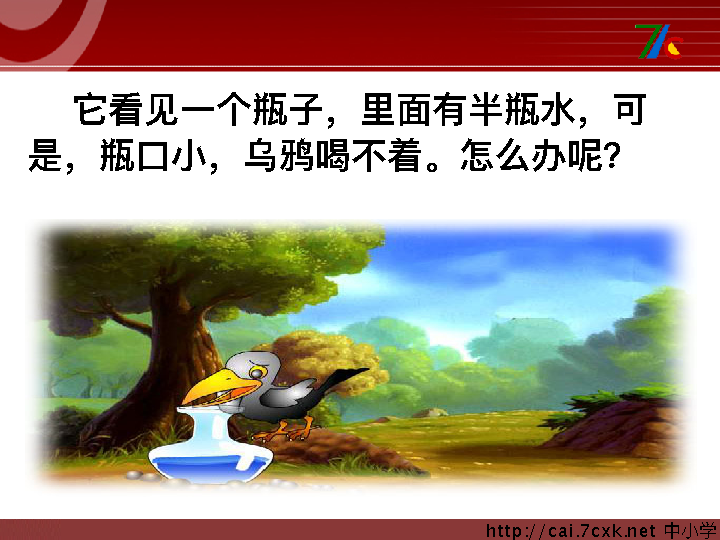 7c
它看见一个瓶子，里面有半瓶水，可
是，瓶口小，乌鸦喝不着。怎么办呢？
http://cai.7cxk.net 中小学